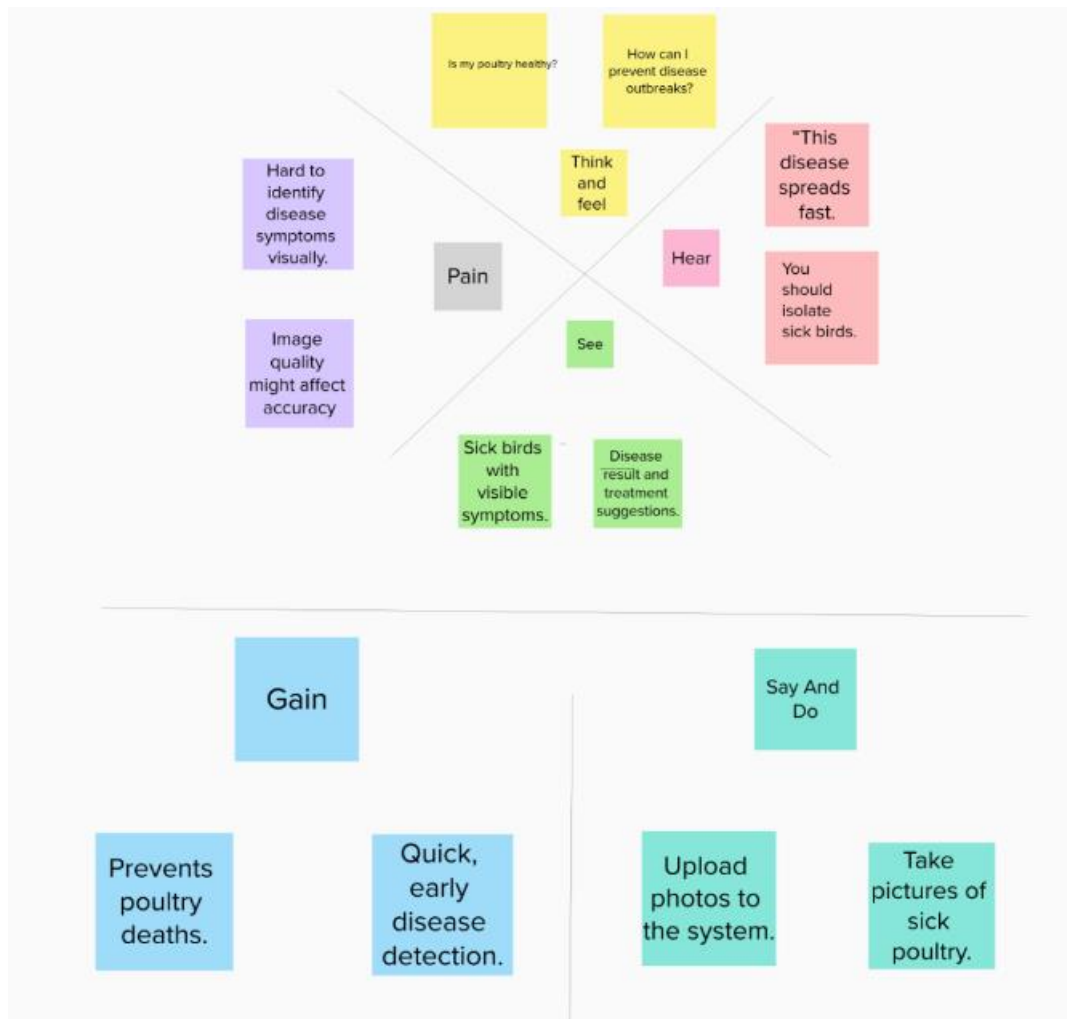 Is my poultry healthy?
How can I
prevent disease
outbreaks?
Think
and
feel
"This
disease
spreads
fast.
Hear
You
should
isolate
sick birds.
Hard to
identify
disease
symptoms
visually.
Pain
Image
quality
might affect
accuracy
See
Sick birds
with
visible
symptoms.
Disease
result and
treatment
suggestions.
Gain
Prevents
poultry
deaths.
Quick,
early
disease
detection.
Say And
Do
Upload
photos to
the system.
Take
pictures of
sick
poultry.